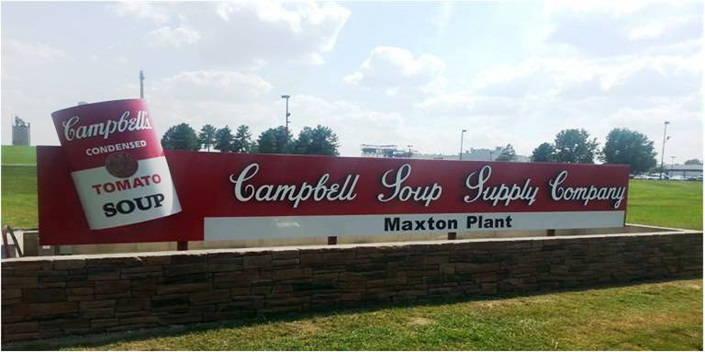 Campbell's
CONDENSED
TOMATO
SOUP
Campbell Soup Supply Company
Maxton Plant